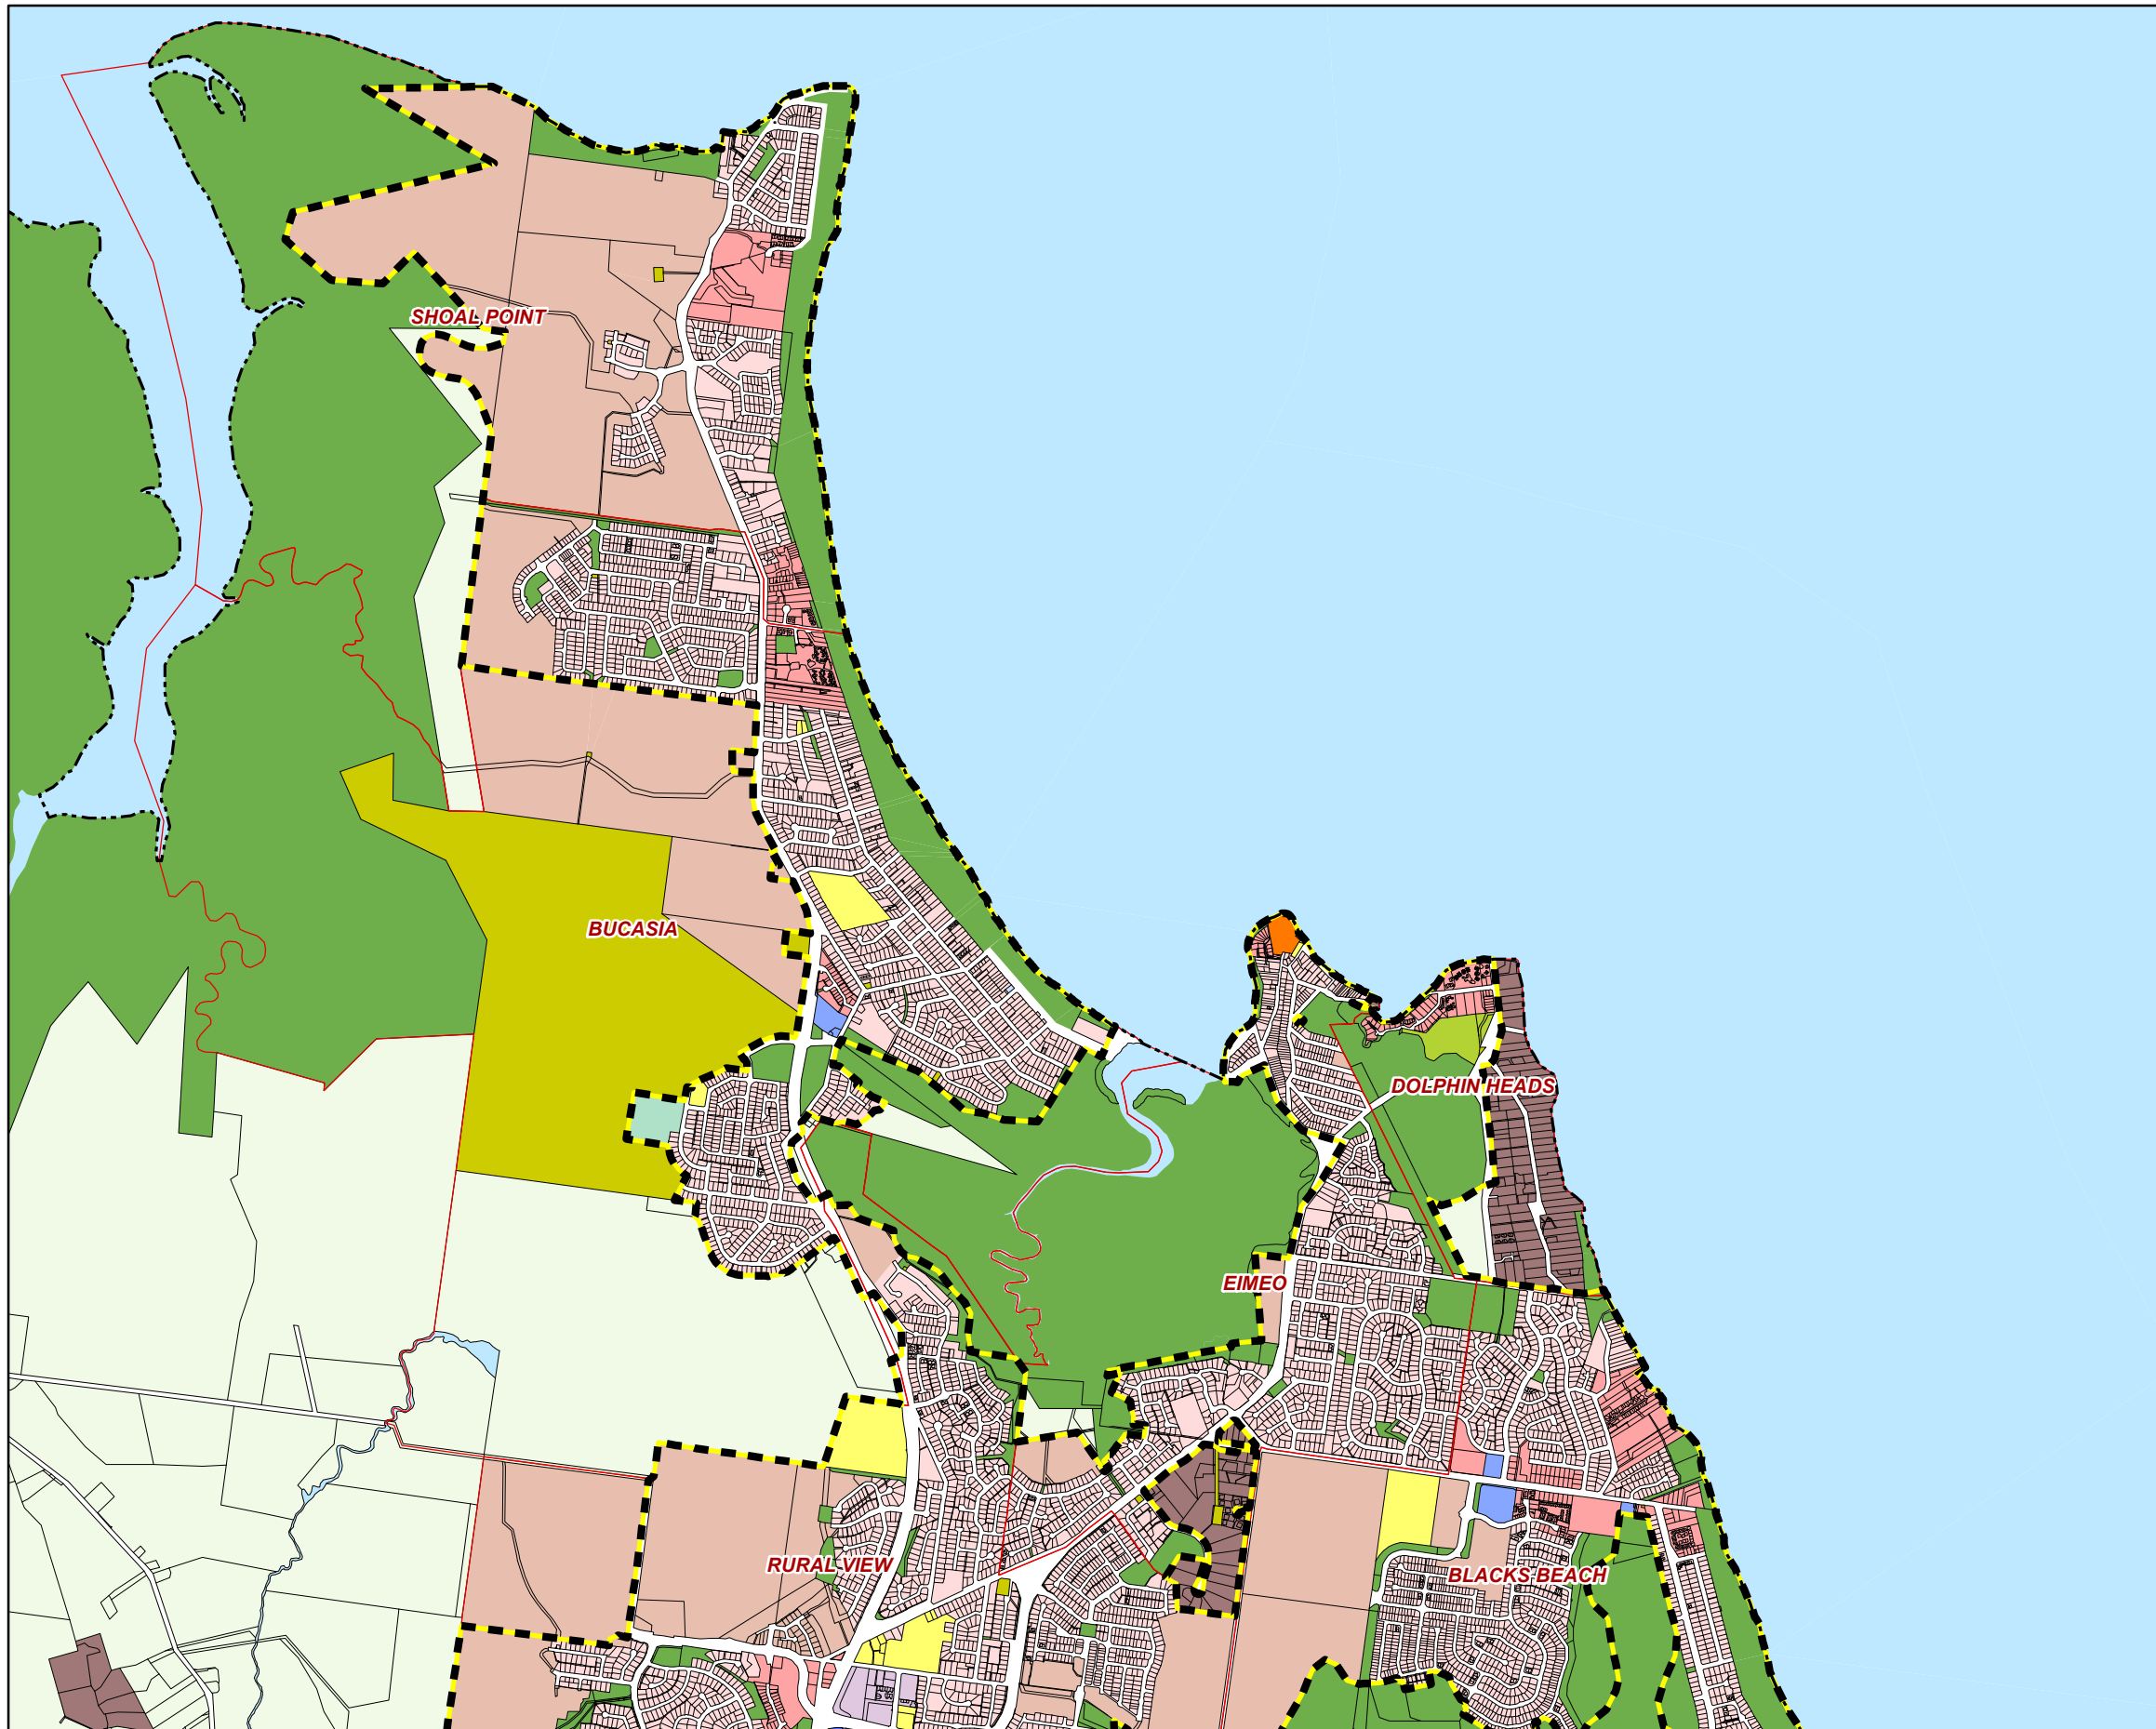 SHOAL POINT
BUCASIA
DOLPHIN HEADS
EIMEO
RURAL VIEW
BLACKS BEACH